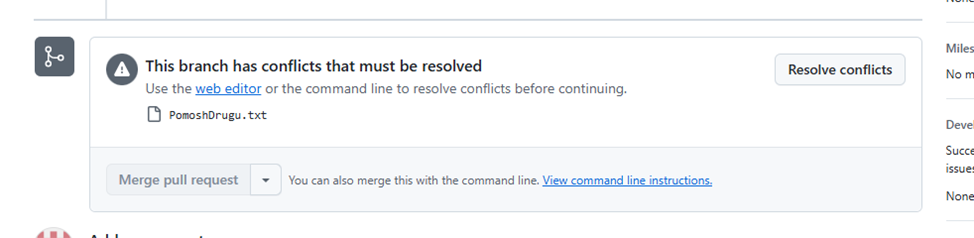 This branch has conflicts that must be resolved
Resolve conflicts
Use the web editor or the command line to resolve conflicts before continuing.
PomoshDrugu.txt
Merge pull request
You can also merge this with the command line. View command line instructions.
Miles
No m
Devel
Succe
issues
None